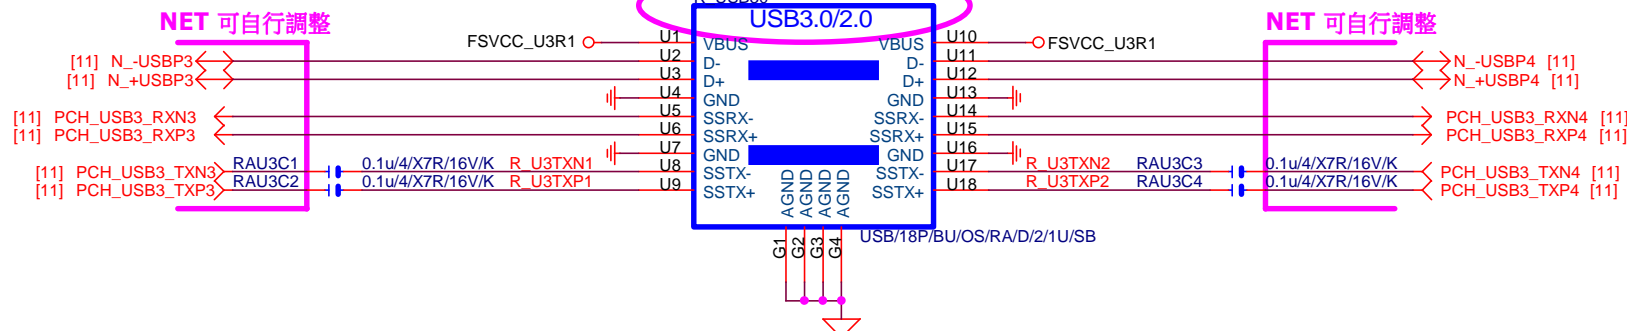 NET 可自行調整
R_USB30
USB3.0/2.0
NET 可自行調整
FSVCC_U3R1 U1 VBUS VBUS U10 FSVCC_U3R1
[11] N_-USBP3 U2 D- D- U11 N_-USBP4 [11]
[11] N_+USBP3 U3 D+ D+ U12 N_+USBP4 [11]
U4 GND GND U13
[11] PCH_USB3_RXN3 U5 SSRX- SSRX- U14 PCH_USB3_RXN4 [11]
[11] PCH_USB3_RXP3 U6 SSRX+ SSRX+ U15 PCH_USB3_RXP4 [11]
U7 GND GND U16
[11] PCH_USB3_TXN3 RAU3C1 0.1u/4/X7R/16V/K R_U3TXN1 U8 SSTX- SSTX- U17 R_U3TXN2 RAU3C3 0.1u/4/X7R/16V/K PCH_USB3_TXN4 [11]
[11] PCH_USB3_TXP3 RAU3C2 0.1u/4/X7R/16V/K R_U3TXP1 U9 SSTX+ SSTX+ U18 R_U3TXP2 RAU3C4 0.1u/4/X7R/16V/K PCH_USB3_TXP4 [11]
AGND AGND AGND AGND
USB/18P/BU/OS/RA/D/2/1U/SB
G1 G2 G3 G4